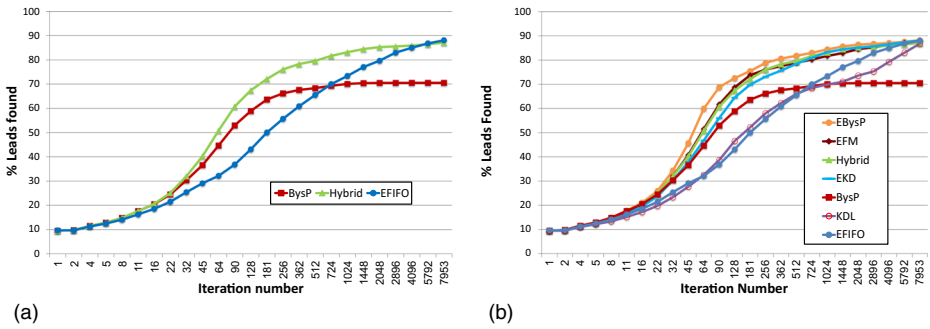 90
80
70
60
50
40
30
20
10
0
% Leads Found
BysP Hybrid EFIFO
1 2 4 5 8 11 16 22 32 45 64 90 128 181 256 362 512 724 1024 1448 2048 2896 4096 5792 7953
Iteration number
(a)
90
80
70
60
50
40
30
20
10
0
% Leads Found
EBysP
EFM
Hybrid
EKD
BysP
KDL
EFIFO
1 2 4 5 8 11 16 22 32 45 64 90 128 181 256 362 512 724 1024 1448 2048 2896 4096 5792 7953
Iteration Number
(b)